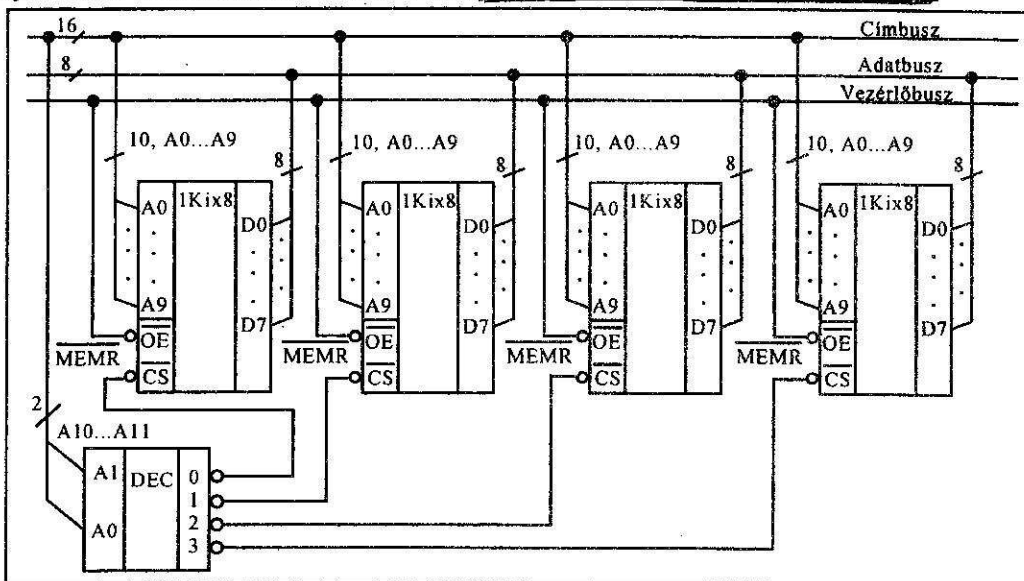 16
Címbusz
8
Adatbusz
Vezérlőbusz
10, A0...A9
8
10, A0...A9
8
10, A0...A9
8
10, A0...A9
8
A0
1Kix8
D0
A9
D7
OE
CS
MEMR
A0
1Kix8
D0
A9
D7
OE
CS
MEMR
A0
1Kix8
D0
A9
D7
OE
CS
MEMR
A0
1Kix8
D0
A9
D7
OE
CS
MEMR
2
A10...A11
A1
DEC
0
1
A0
2
3